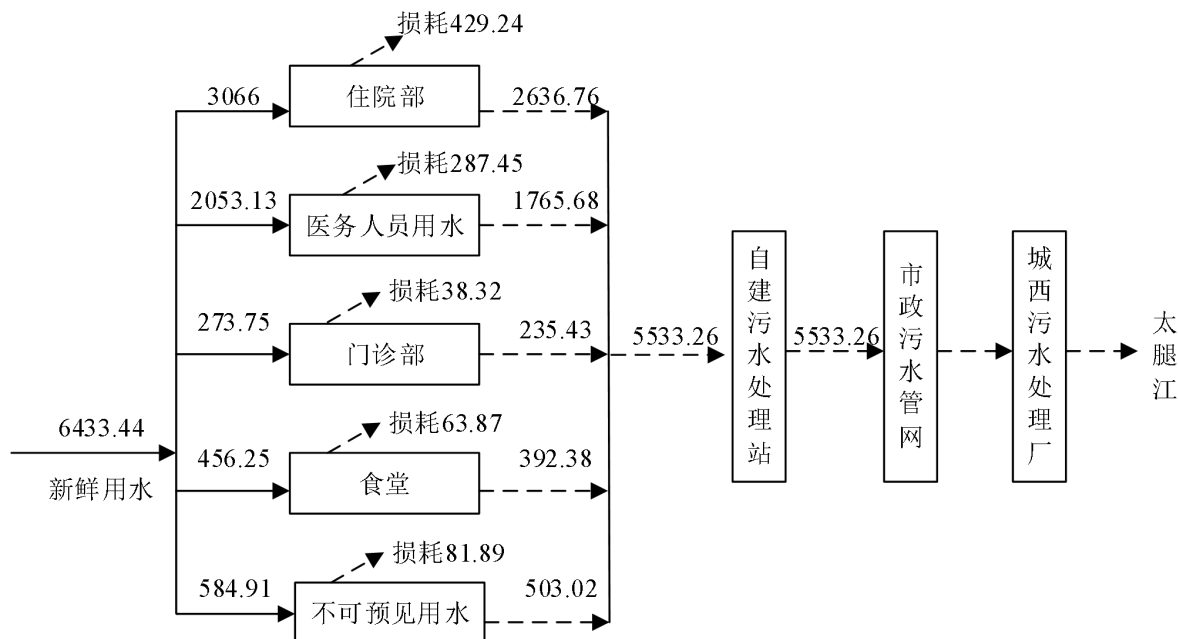 损耗429.24
3066
住院部
2636.76
损耗287.45
2053.13
医务人员用水
1765.68
损耗38.32
273.75
门诊部
235.43
6433.44
新鲜用水
损耗63.87
456.25
食堂
392.38
损耗81.89
584.91
不可预见用水
503.02
5533.26
自建污水处理站
5533.26
市政污水管网
城西污水处理厂
太腿江